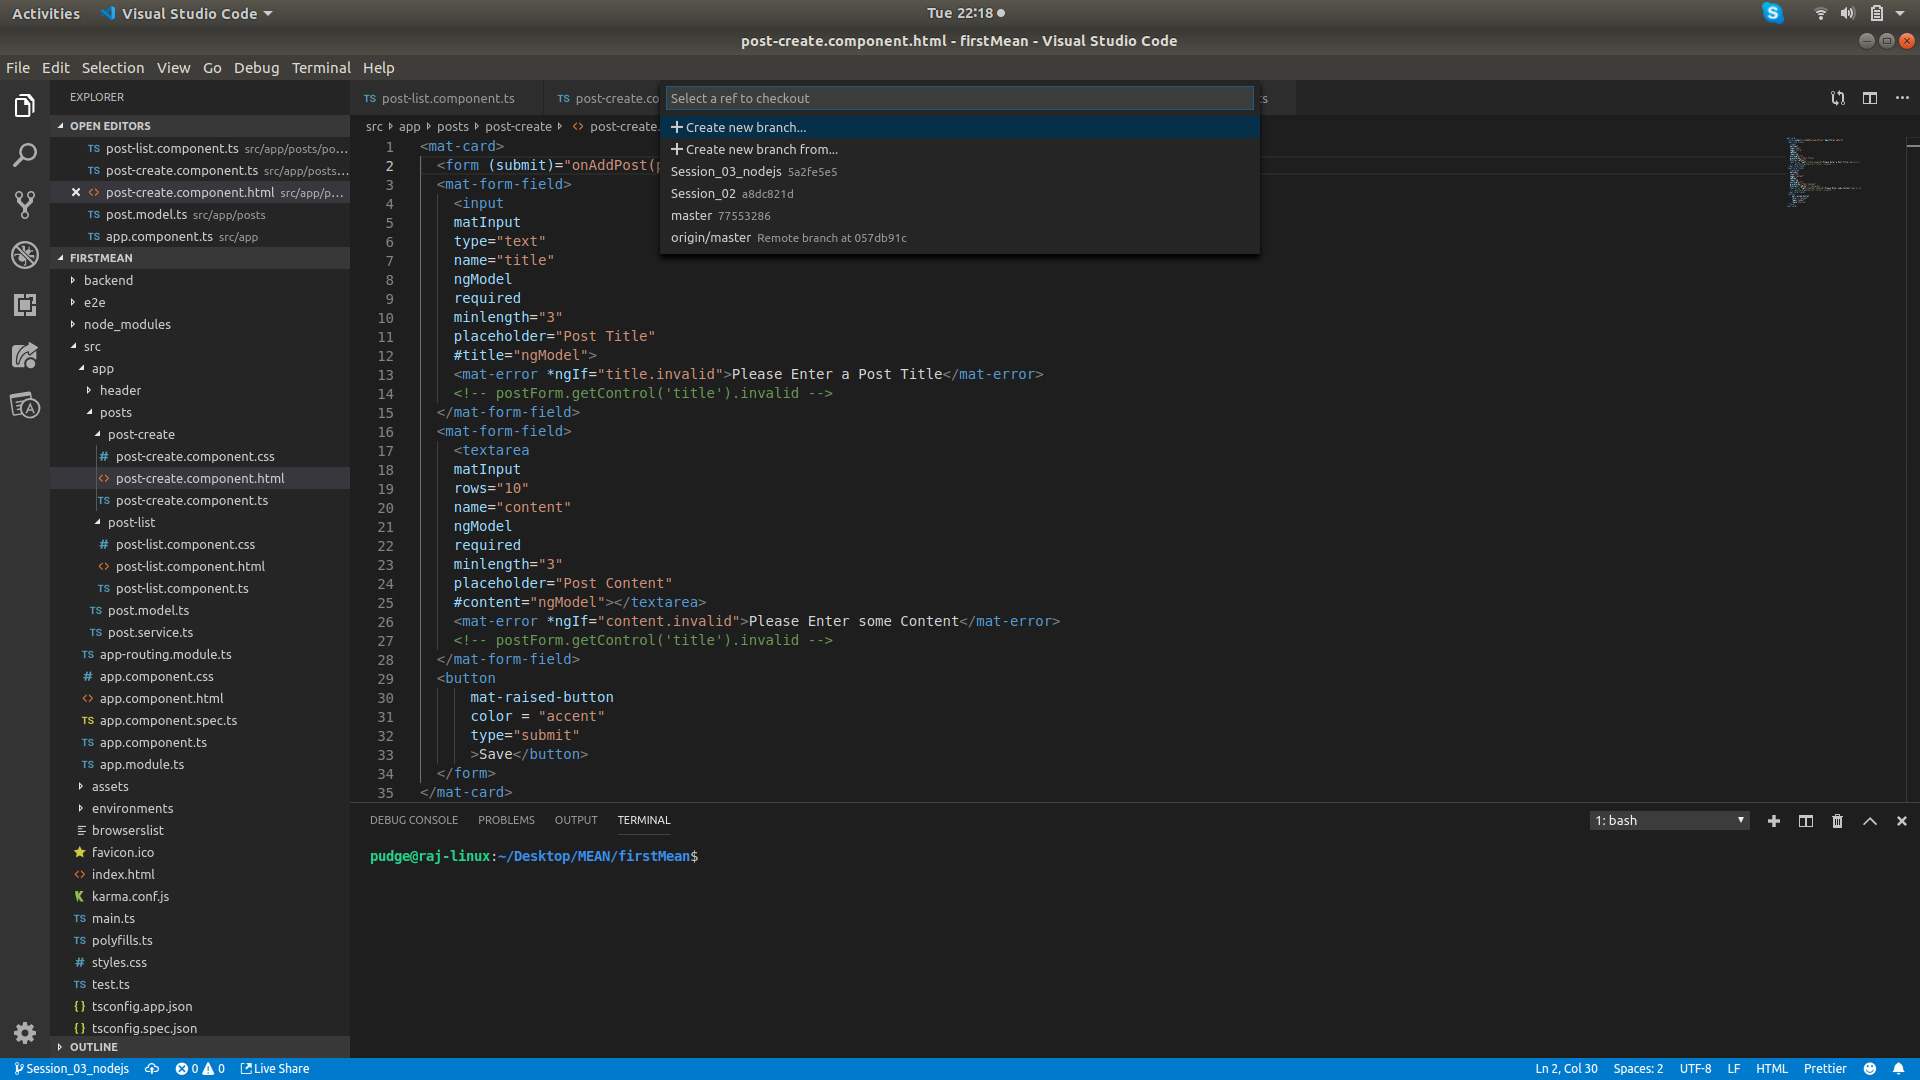 Activities
Visual Studio Code
Tue 22:18
post-create.component.html - firstMean - Visual Studio Code
File Edit Selection View Go Debug Terminal Help
EXPLORER
OPEN EDITORS
TS post-list.component.ts src/app/posts/po...
TS post-create.component.ts src/app/posts...
<> post-create.component.html src/app/p...
TS post.model.ts src/app/posts
TS app.component.ts src/app
FIRSTMEAN
backend
e2e
node_modules
src
app
header
posts
post-create
# post-create.component.css
<> post-create.component.html
TS post-create.component.ts
post-list
# post-list.component.css
<> post-list.component.html
TS post-list.component.ts
TS post.model.ts
TS post.service.ts
TS app-routing.module.ts
# app.component.css
<> app.component.html
TS app.component.spec.ts
TS app.component.ts
TS app.module.ts
assets
environments
browserslist
favicon.ico
<> index.html
karma.conf.js
TS main.ts
TS polyfills.ts
# styles.css
TS test.ts
{} tsconfig.app.json
{} tsconfig.spec.json
OUTLINE
TS post-list.component.ts
TS post-create.co
ts
src app posts post-create <> post-create.
Select a ref to checkout
+ Create new branch...
+ Create new branch from...
Session_03_nodejs 5a2fe5e5
Session_02 a8dc821d
master 77553286
origin/master Remote branch at 057db91c
1 <mat-card>
2 <form (submit)="onAddPost(p
3 <mat-form-field>
4 <input
5 matInput
6 type="text"
7 name="title"
8 ngModel
9 required
10 minlength="3"
11 placeholder="Post Title"
12 #title="ngModel">
13 <mat-error *ngIf="title.invalid">Please Enter a Post Title</mat-error>
14 <!-- postForm.getControl('title').invalid -->
15 </mat-form-field>
16 <mat-form-field>
17 <textarea
18 matInput
19 rows="10"
20 name="content"
21 ngModel
22 required
23 minlength="3"
24 placeholder="Post Content"
25 #content="ngModel"></textarea>
26 <mat-error *ngIf="content.invalid">Please Enter some Content</mat-error>
27 <!-- postForm.getControl('title').invalid -->
28 </mat-form-field>
29 <button
30 mat-raised-button
31 color = "accent"
32 type="submit"
33 >Save</button>
34 </form>
35 </mat-card>
DEBUG CONSOLE PROBLEMS OUTPUT TERMINAL
1: bash
pudge@raj-linux:~/Desktop/MEAN/firstMean$
Session_03_nodejs 0 0 Live Share
Ln 2, Col 30 Spaces: 2 UTF-8 LF HTML Prettier